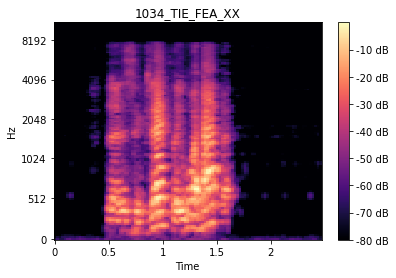 1034_TIE_FEA_XX
8192
4096
2048
1024
512
0
Hz
0
0.5
1
1.5
2
Time
-10 dB
-20 dB
-30 dB
-40 dB
-50 dB
-60 dB
-70 dB
-80 dB